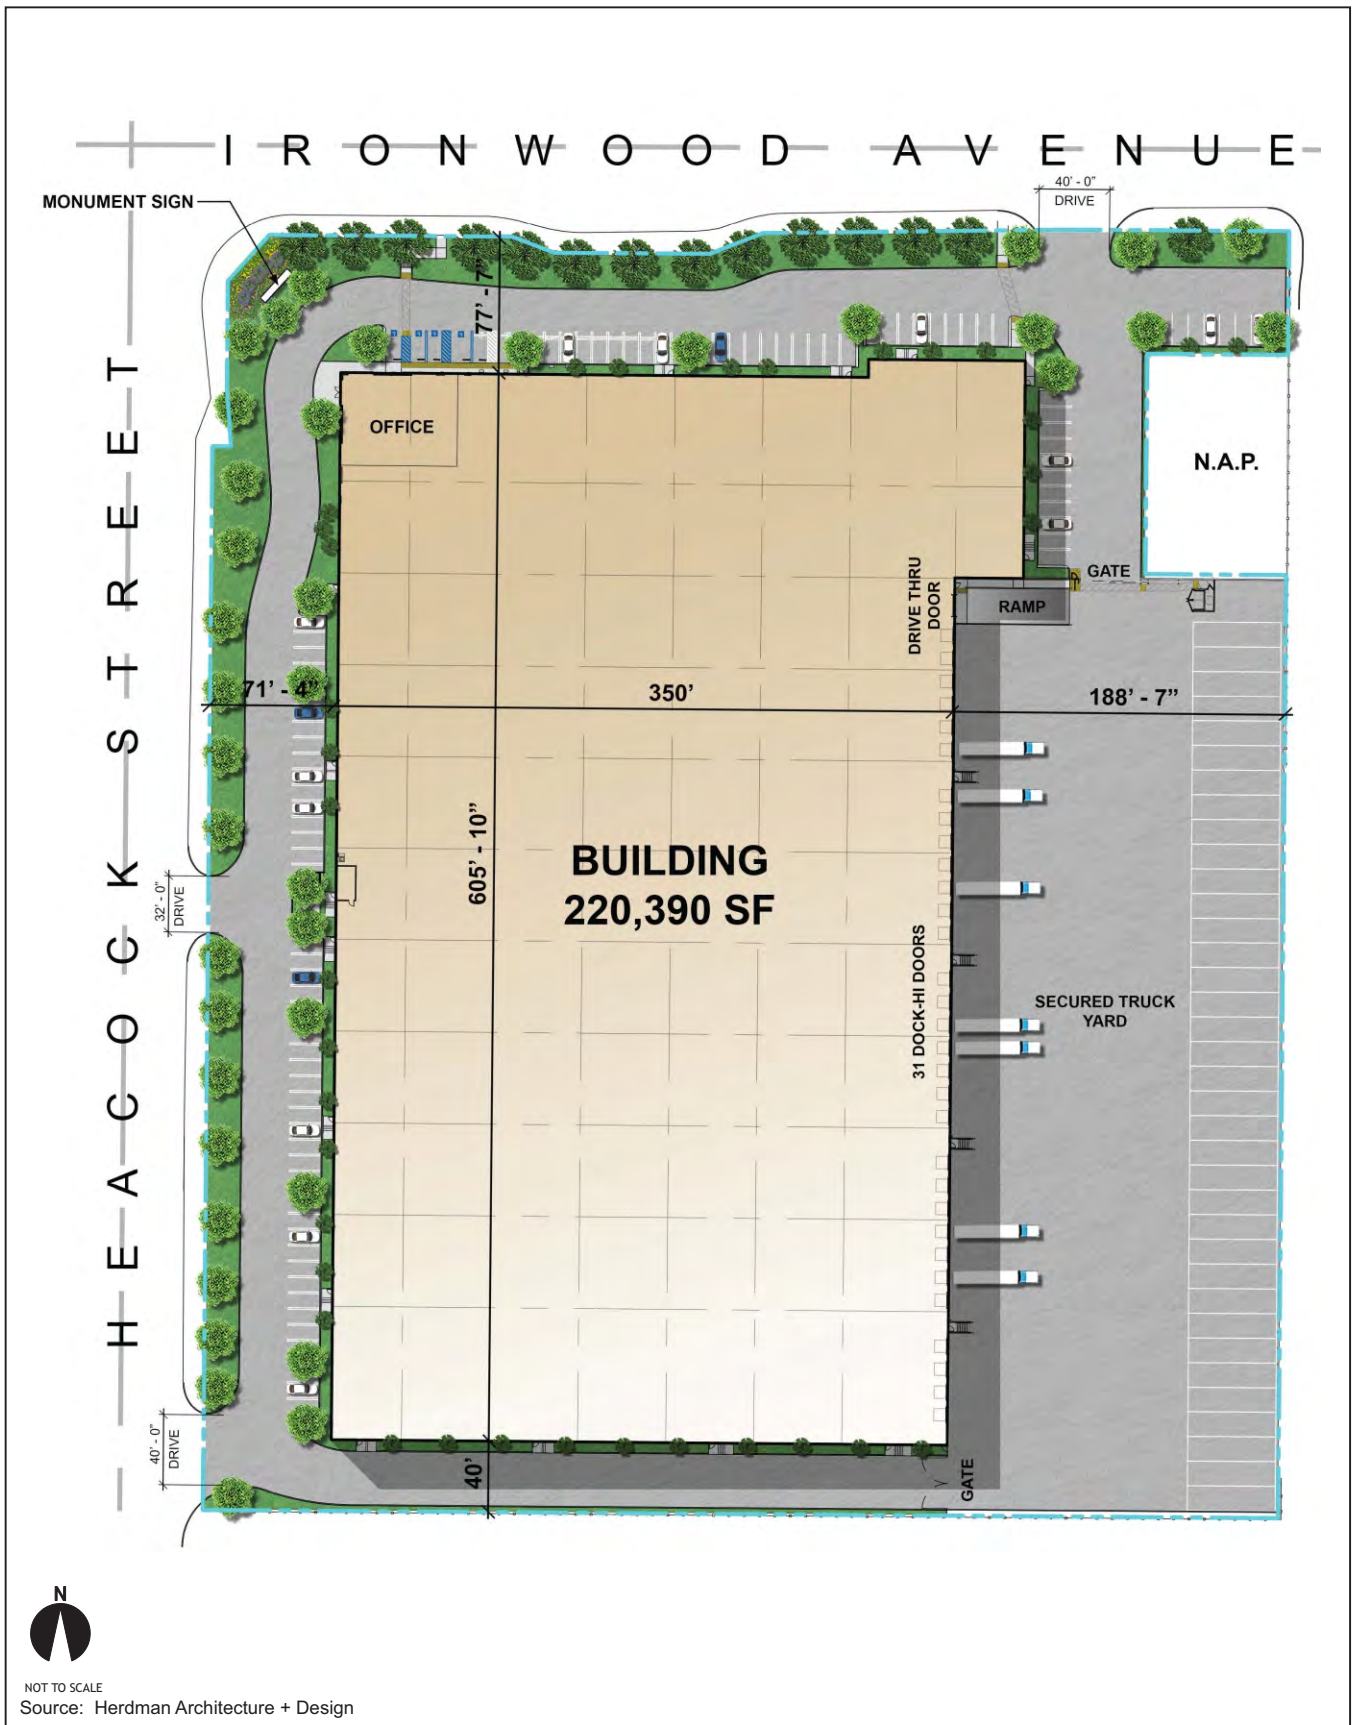 IRONWOOD AVENUE
40' - 0"
DRIVE
MONUMENT SIGN
77' - 7"
HEACOCK STREET
OFFICE
N.A.P.
GATE
DRIVE THRU
DOOR
RAMP
71' - 4"
350'
188' - 7"
605' - 10"
BUILDING
220,390 SF
32' - 0"
DRIVE
31 DOCK-HI DOORS
SECURED TRUCK
YARD
40' - 0"
DRIVE
40'
GATE
N
NOT TO SCALE
Source: Herdman Architecture + Design